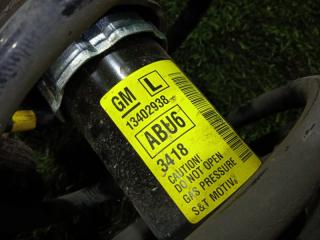 GM L
13402938
ABU6
3418
CAUTION!
DO NOT OPEN
GAS PRESSURE
S&T MOTIV